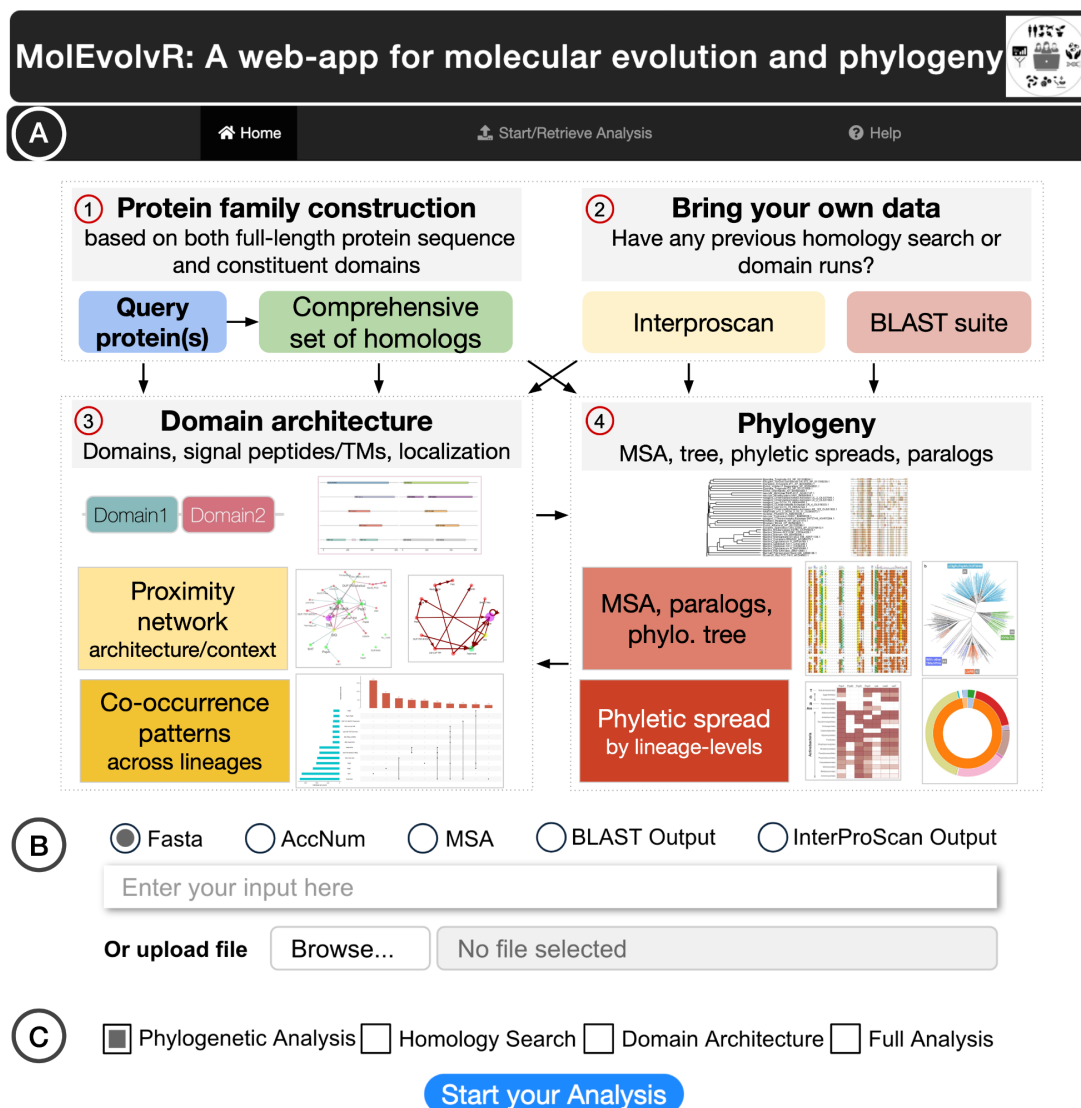 MolEvolvR: A web-app for molecular evolution and phylogeny
A
Home
Start/Retrieve Analysis
Help
1
Protein family construction
based on both full-length protein sequence
and constituent domains
Query
protein(s)
Comprehensive
set of homologs
2
Bring your own data
Have any previous homology search or
domain runs?
Interproscan
BLAST suite
3
Domain architecture
Domains, signal peptides/TMs, localization
Domain1
Domain2
Proximity
network
architecture/context
Co-occurrence
patterns
across lineages
4
Phylogeny
MSA, tree, phyletic spreads, paralogs
MSA, paralogs,
phylo. tree
Phyletic spread
by lineage-levels
B
Fasta
AccNum
MSA
BLAST Output
InterProScan Output
Enter your input here
Or upload file
Browse...
No file selected
C
Phylogenetic Analysis
Homology Search
Domain Architecture
Full Analysis
Start your Analysis